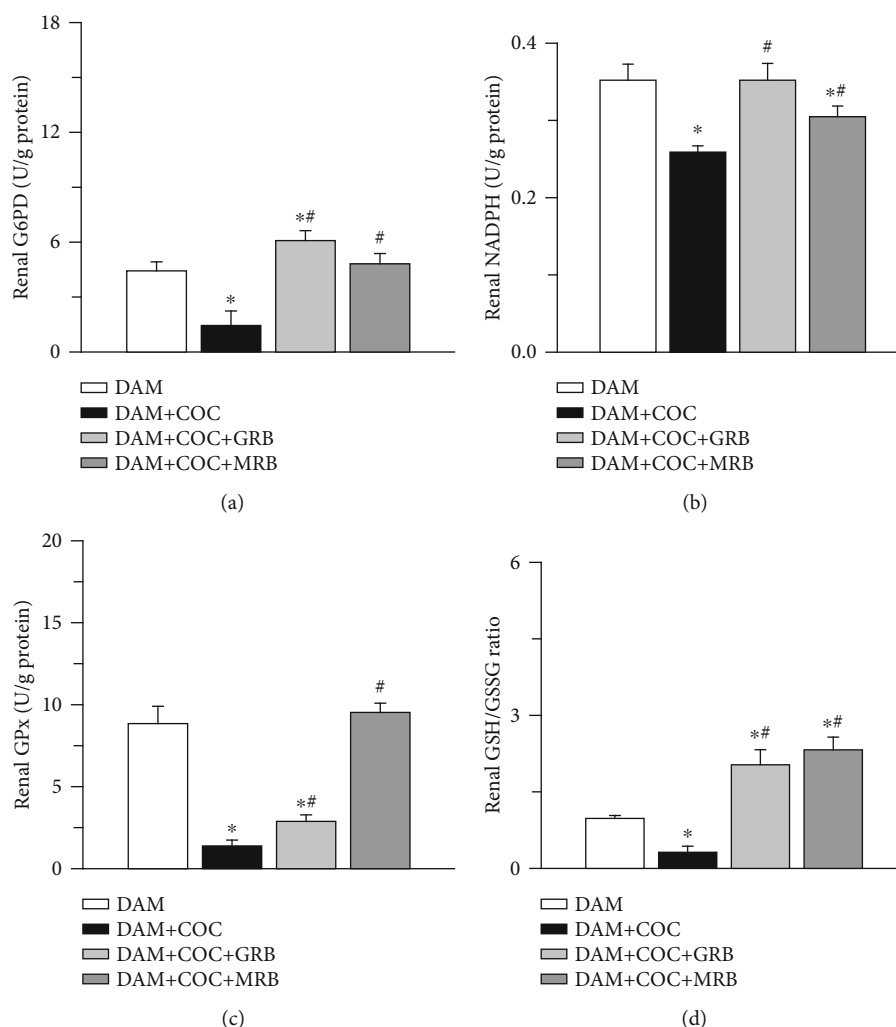 18
12
6
0
Renal G6PD (U/g protein)
*
*#
#
DAM
DAM+COC
DAM+COC+GRB
DAM+COC+MRB
(a)
0.4
0.2
0.0
Renal NADPH (U/g protein)
*
#
*#
DAM
DAM+COC
DAM+COC+GRB
DAM+COC+MRB
(b)
20
15
10
5
0
Renal GPx (U/g protein)
*
*#
#
DAM
DAM+COC
DAM+COC+GRB
DAM+COC+MRB
(c)
6
3
0
Renal GSH/GSSG ratio
*
*#
*#
DAM
DAM+COC
DAM+COC+GRB
DAM+COC+MRB
(d)